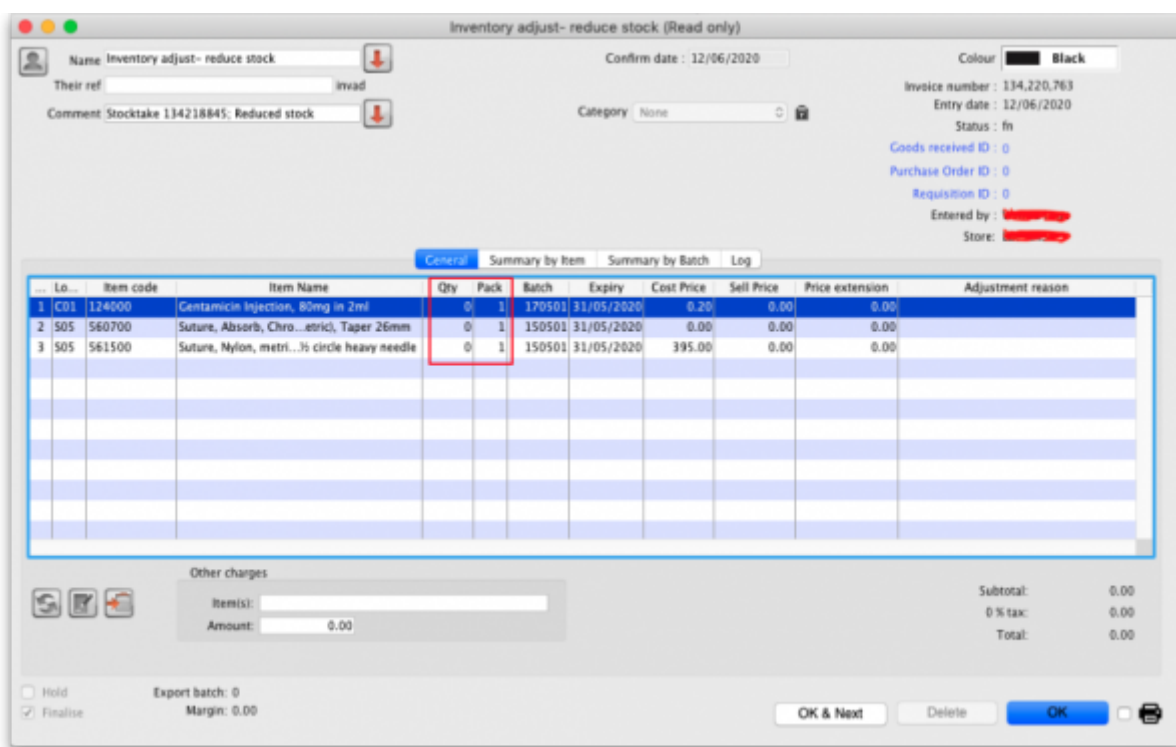 Inventory adjust- reduce stock (Read only)
Name Inventory adjust- reduce stock Confirm date : 12/06/2020 Colour Black
Their ref invad Invoice number : 134,220,763
Comment Stocktake 134218845; Reduced stock Category None Entry date : 12/06/2020
Status : fn
Goods received ID : 0
Purchase Order ID : 0
Requisition ID : 0
Entered by :
Store:
General Summary by Item Summary by Batch Log
... Lo... Item code Item Name Qty Pack Batch Expiry Cost Price Sell Price Price extension Adjustment reason
1 C01 124000 Gentamicin Injection, 80mg in 2ml 0 1 170501 31/05/2020 0.20 0.00 0.00
2 S05 560700 Suture, Absorb, Chro...etric), Taper 26mm 0 1 150501 31/05/2020 0.00 0.00 0.00
3 S05 561500 Suture, Nylon, metri...½ circle heavy needle 0 1 150501 31/05/2020 395.00 0.00 0.00
Other charges
Item(s):
Amount: 0.00
Subtotal: 0.00
0 % tax: 0.00
Total: 0.00
Hold Export batch: 0
Finalise Margin: 0.00
OK & Next Delete OK